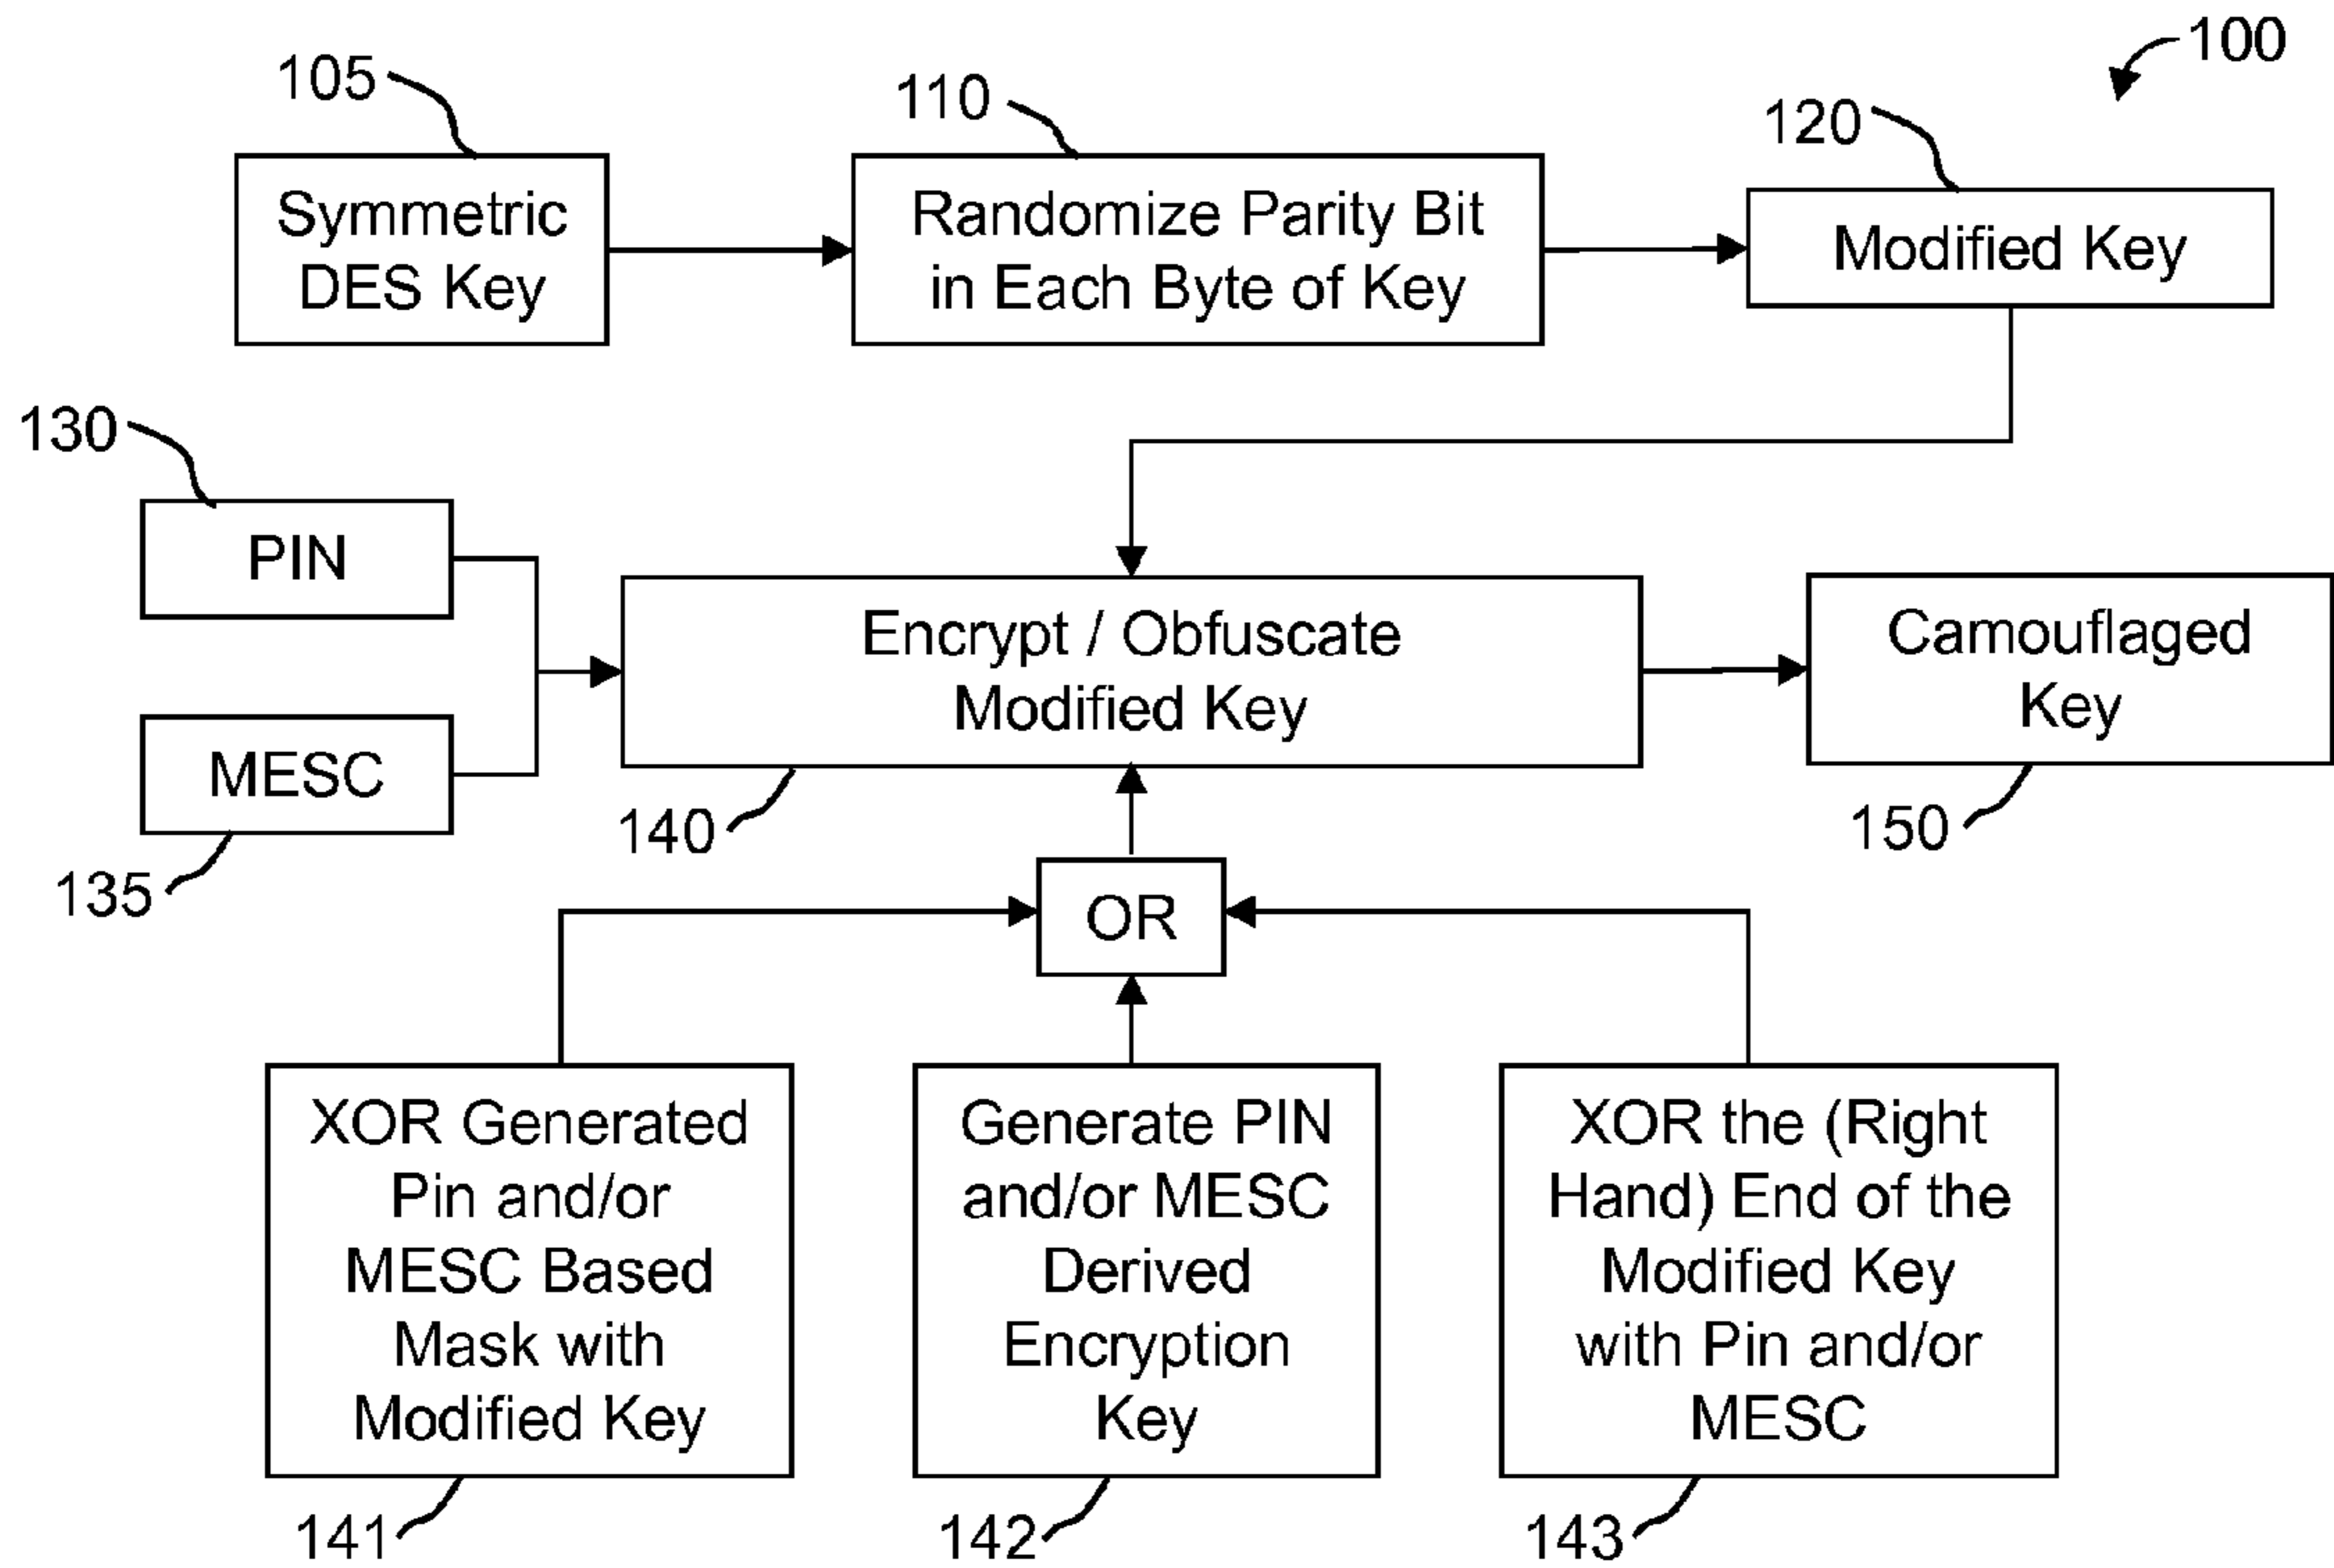 100
105
110
120
Symmetric
DES Key
Randomize Parity Bit
in Each Byte of Key
Modified Key
130
PIN
MESC
135
Encrypt / Obfuscate
Modified Key
140
Camouflaged
Key
150
OR
XOR Generated
Pin and/or
MESC Based
Mask with
Modified Key
141
Generate PIN
and/or MESC
Derived
Encryption
Key
142
XOR the (Right
Hand) End of the
Modified Key
with Pin and/or
MESC
143